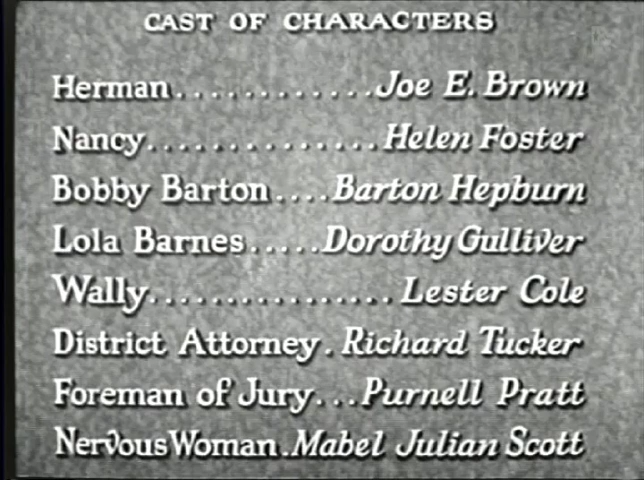 CAST OF CHARACTERS
Herman............Joe E. Brown
Nancy..............Helen Foster
Bobby Barton....Barton Hepburn
Lola Barnes.....Dorothy Gulliver
Wally................Lester Cole
District Attorney.Richard Tucker
Foreman of Jury...Purnell Pratt
Nervous Woman.Mabel Julian Scott